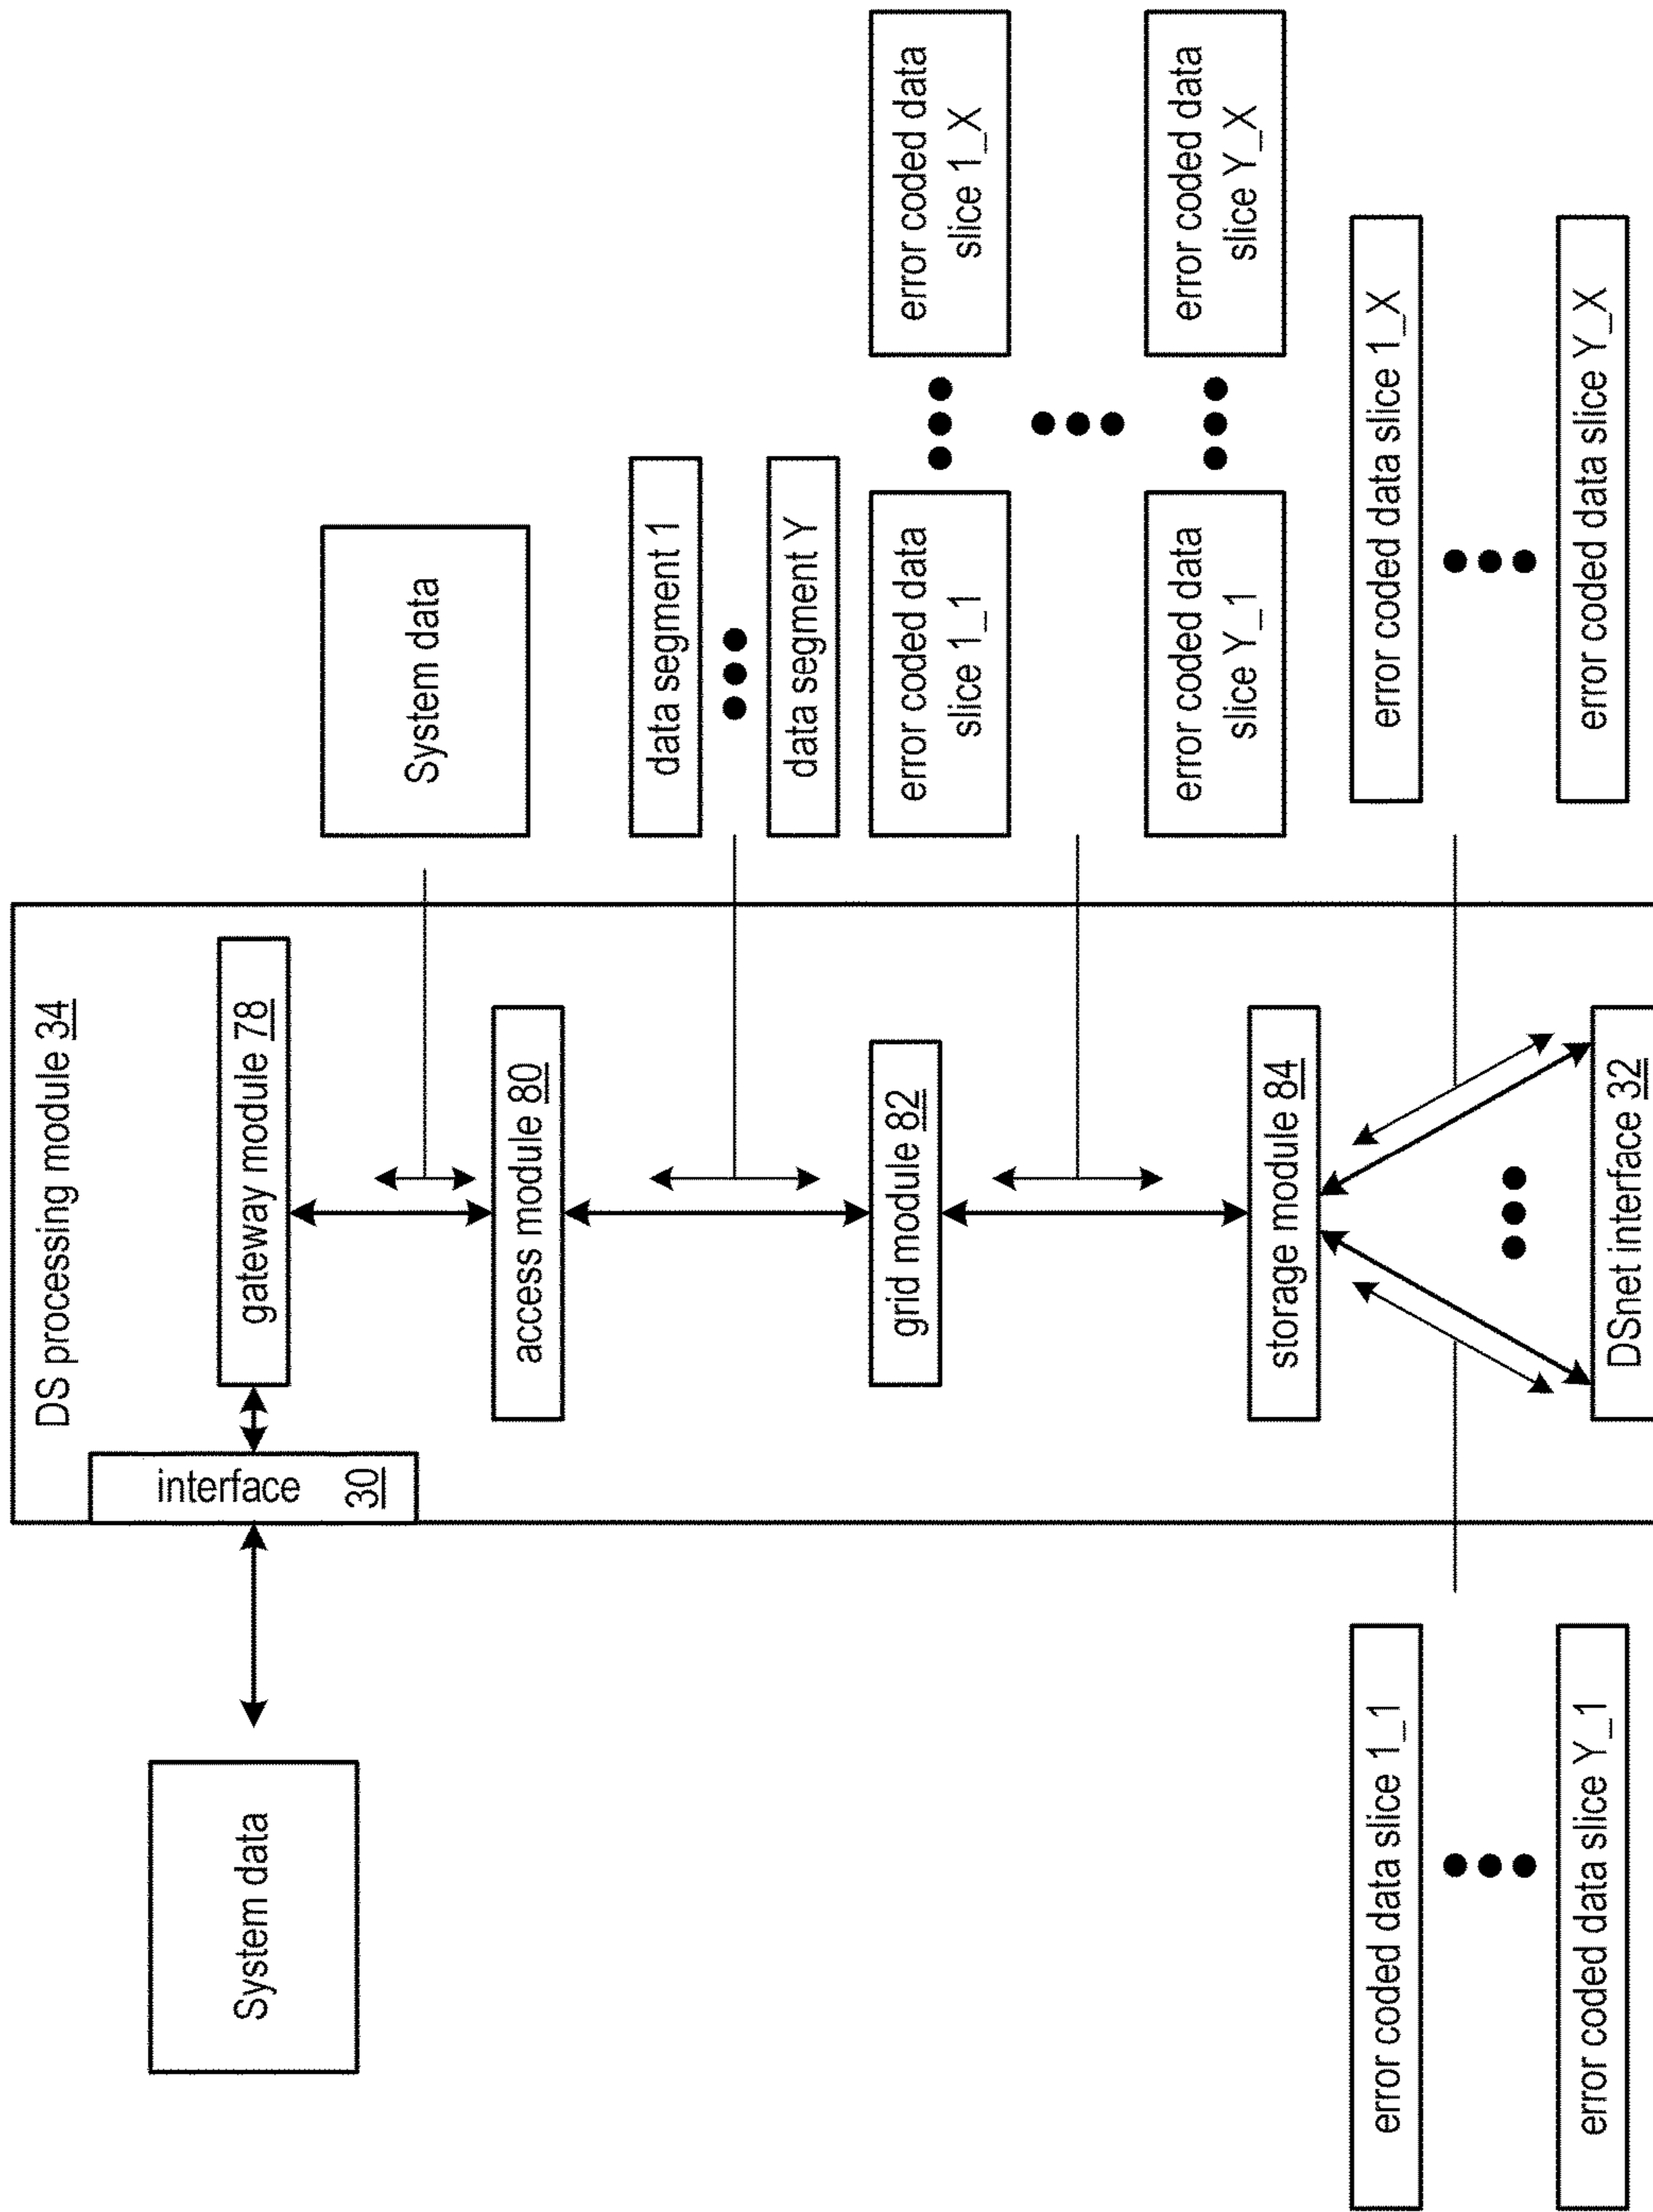 DS processing module 34
System data
interface 30
gateway module 78
System data
access module 80
data segment 1
data segment Y
grid module 82
error coded data
slice 1_1
error coded data
slice 1_X
error coded data
slice Y_1
error coded data
slice Y_X
storage module 84
error coded data slice 1_1
error coded data slice Y_1
error coded data slice 1_X
error coded data slice Y_X
DSnet interface 32